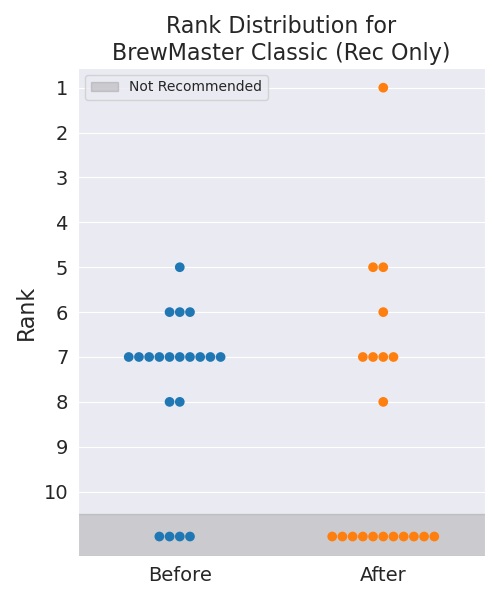 Rank Distribution for
BrewMaster Classic (Rec Only)
Not Recommended
Rank
1
2
3
4
5
6
7
8
9
10
Before
After